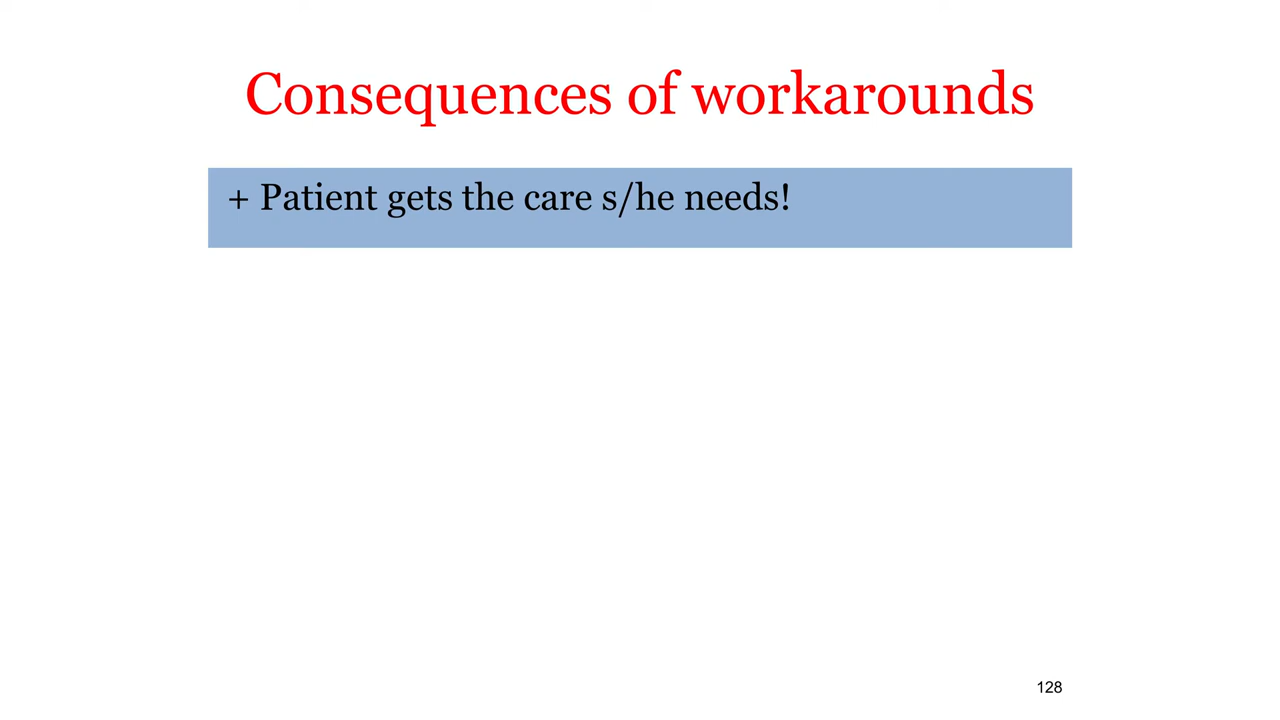 Consequences of workarounds
+ Patient gets the care s/he needs!
128